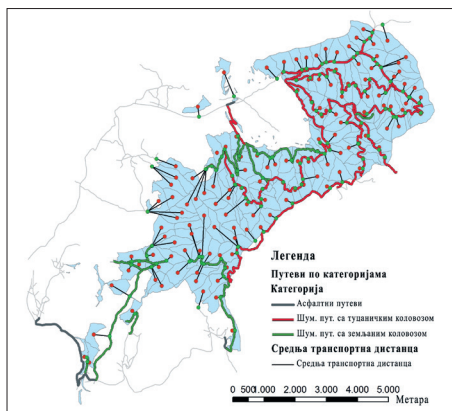 Легенда
Путеви по категоријама
Категорија
Асфалтни путеви
Шум. пут. са туцаничким коловозом
Шум. пут. са земљаним коловозом
Средња транспортна дистанца
Средња транспортна дистанца
0 500 1.000 2.000 3.000 4.000 5.000
Метара